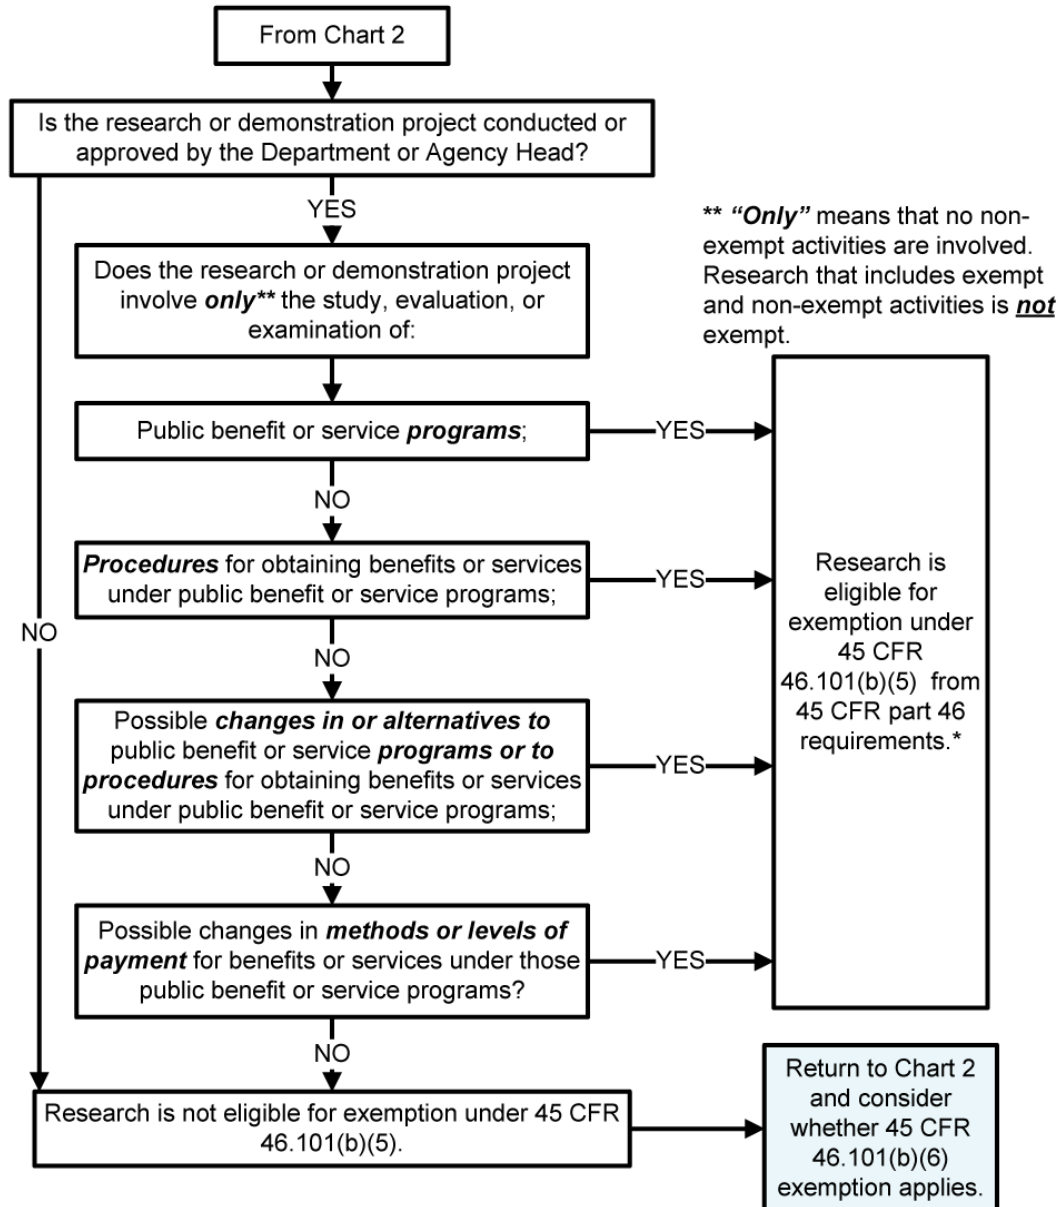 From Chart 2
Is the research or demonstration project conducted or
approved by the Department or Agency Head?
YES
** “Only” means that no non-
exempt activities are involved.
Research that includes exempt
and non-exempt activities is not
exempt.
Does the research or demonstration project
involve only** the study, evaluation, or
examination of:
Public benefit or service programs;
YES
NO
Procedures for obtaining benefits or services
under public benefit or service programs;
YES
NO
NO
Possible changes in or alternatives to
public benefit or service programs or to
procedures for obtaining benefits or services
under public benefit or service programs;
YES
NO
Possible changes in methods or levels of
payment for benefits or services under those
public benefit or service programs?
YES
NO
Research is
eligible for
exemption under
45 CFR
46.101(b)(5) from
45 CFR part 46
requirements.*
Research is not eligible for exemption under 45 CFR
46.101(b)(5).
Return to Chart 2
and consider
whether 45 CFR
46.101(b)(6)
exemption applies.